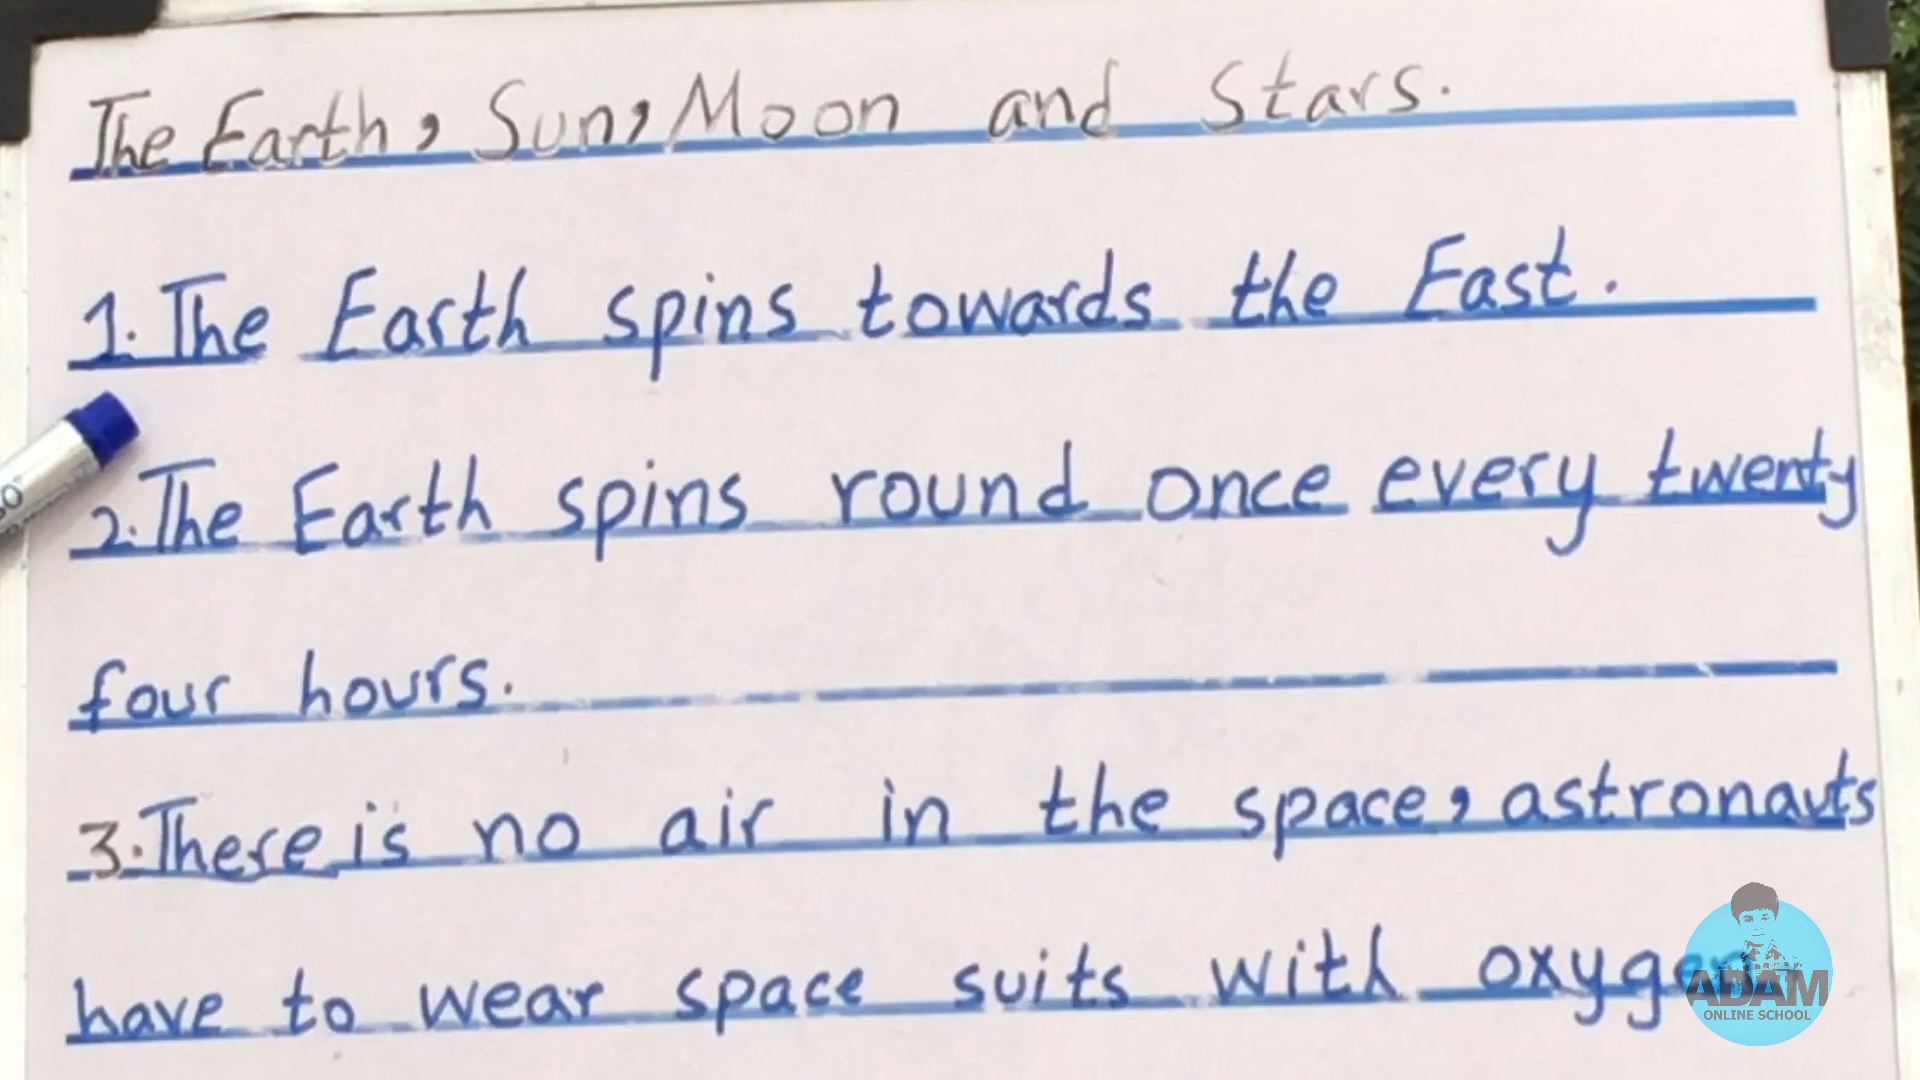 The Earth, Sun, Moon and Stars.
1. The Earth spins towards the East.
2. The Earth spins round once every twenty
four hours.
3. There is no air in the space, astronauts
have to wear space suits with oxygen
ADAM
ONLINE SCHOOL